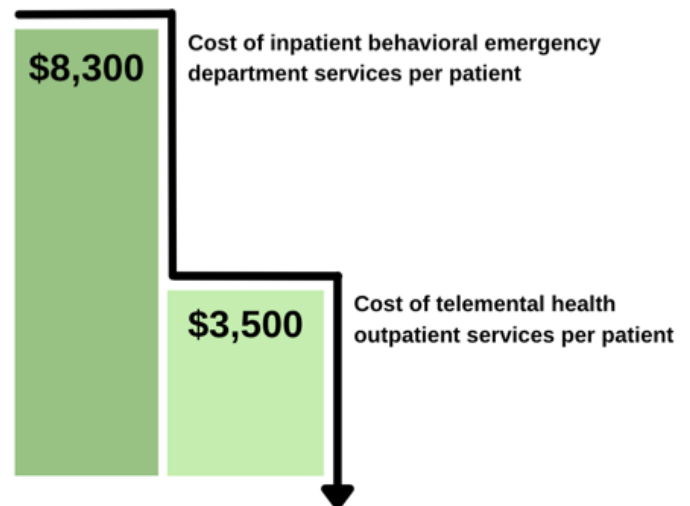 $8,300
Cost of inpatient behavioral emergency
department services per patient
$3,500
Cost of telemental health
outpatient services per patient